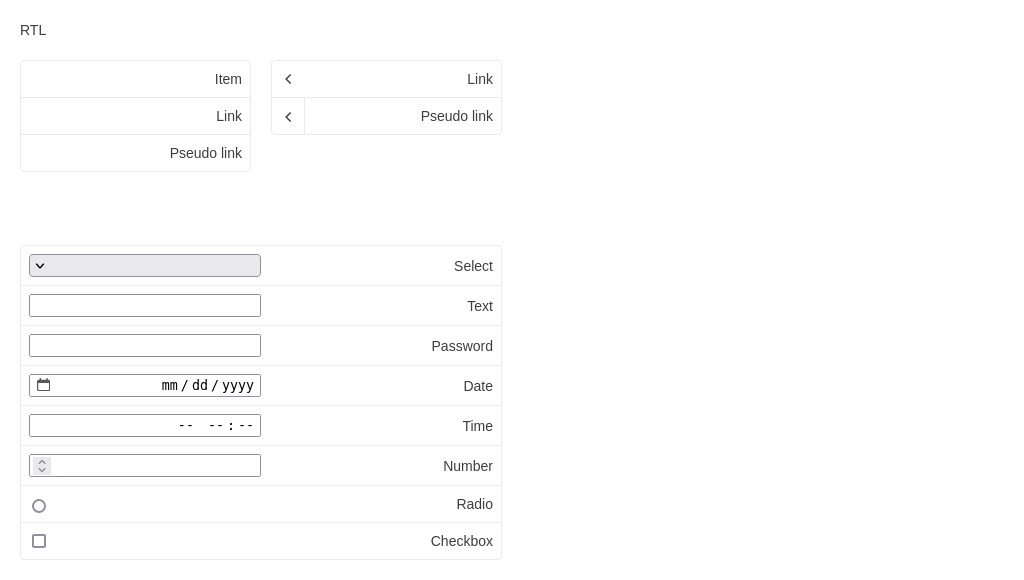 RTL
Item
Link
Pseudo link
Link
Pseudo link
Select
Text
Password
Date
mm/dd/yyyy
Time
-- --:--
Number
Radio
Checkbox